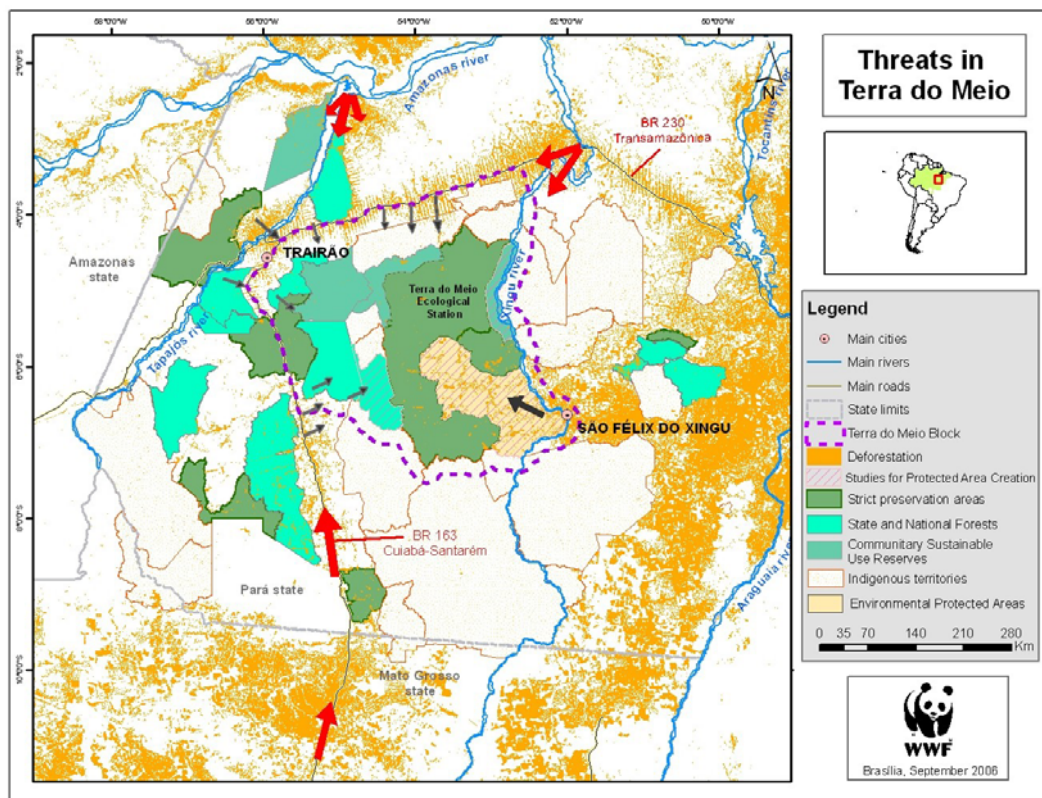 58°0'0"W
56°0'0"W
54°0'0"W
52°0'0"W
50°0'0"W
2°0'0"S
4°0'0"S
6°0'0"S
8°0'0"S
10°0'0"S
Amazonas river
Tocantins river
BR 230
Transamazônica
TRAIRÃO
Amazonas
state
Terra do Meio
Ecological
Station
Xingu river
Tapajós river
SÃO FÉLIX DO XINGU
BR 163
Cuiabá-Santarém
Pará state
Araguaia river
Mato Grosso
state
Threats in
Terra do Meio
N
Legend
Main cities
Main rivers
Main roads
State limits
Terra do Meio Block
Deforestation
Studies for Protected Area Creation
Strict preservation areas
State and National Forests
Communitary Sustainable
Use Reserves
Indigenous territories
Environmental Protected Areas
0 35 70 140 210 280
Km
WWF
Brasília, September 2006